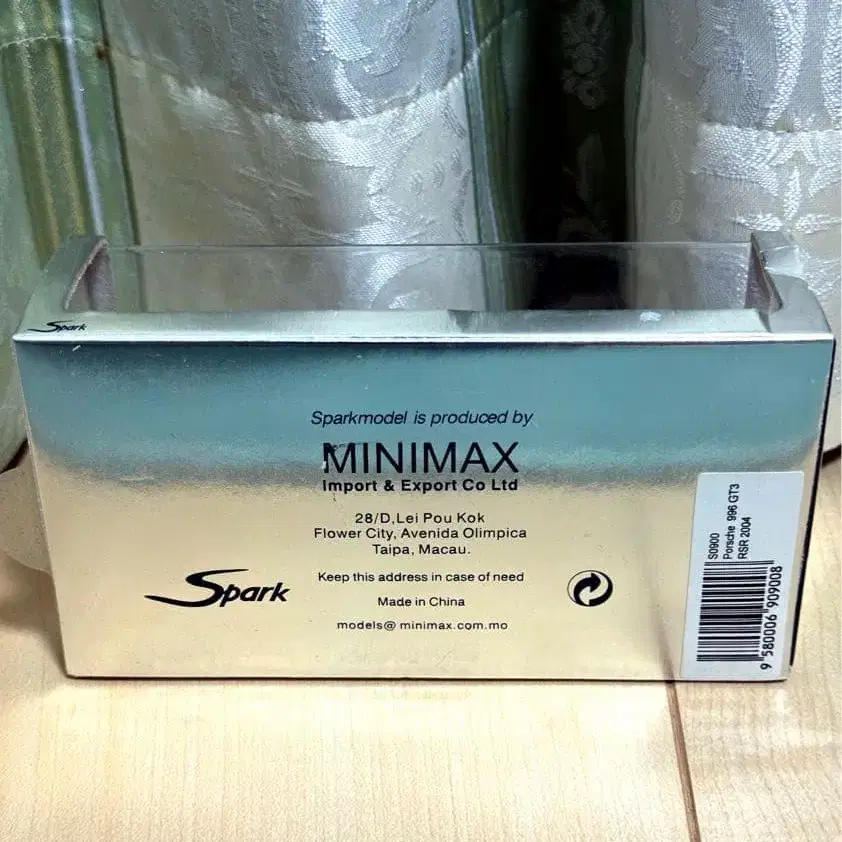 Spark
Sparkmodel is produced by
MINIMAX
Import & Export Co Ltd
28/D,Lei Pou Kok
Flower City, Avenida Olimpica
Taipa, Macau.
Keep this address in case of need
Made in China
models@ minimax.com.mo
Spark
S0900
Porsche 996 GT3
RSR 2004
9 580006 909008